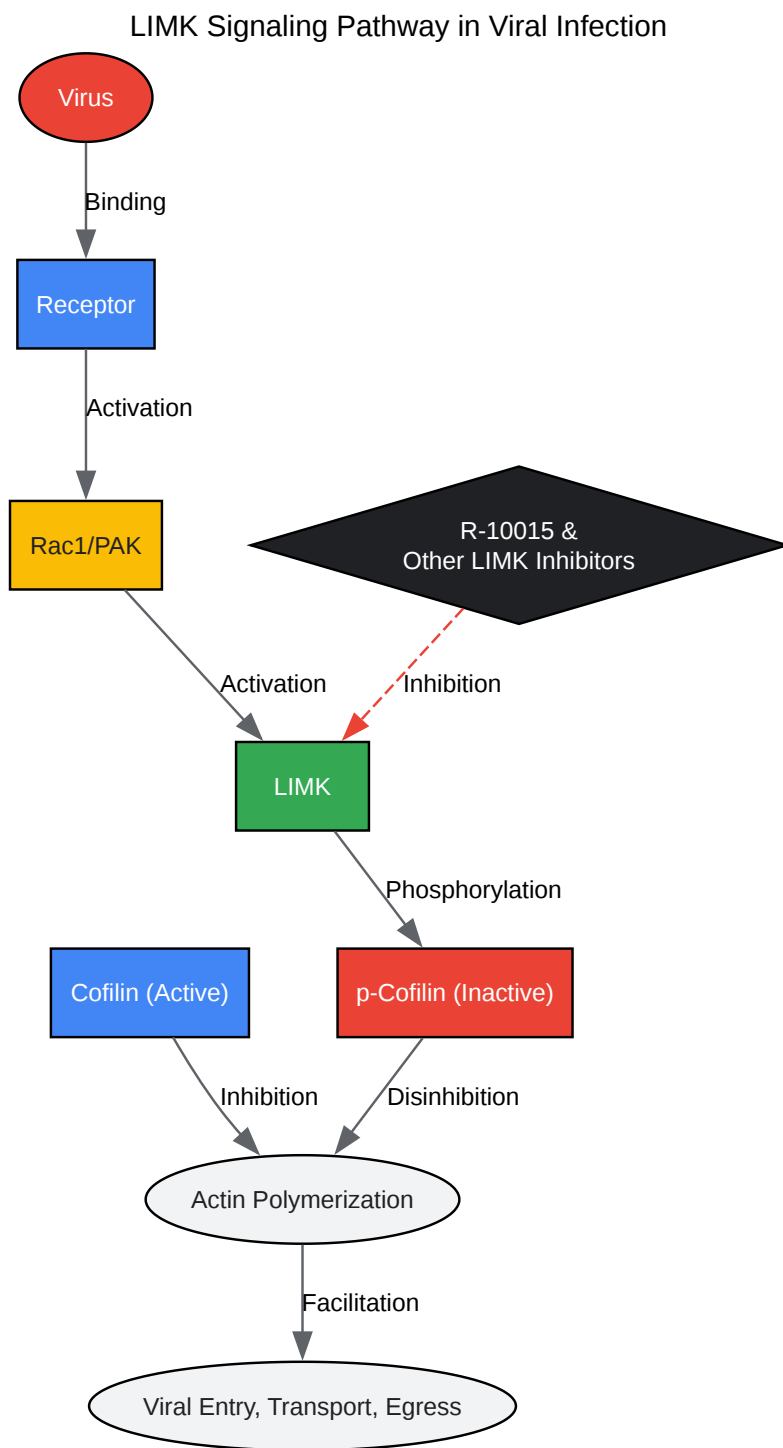 LIMK Signaling Pathway in Viral Infection
Virus
Binding
Receptor
Activation
Rac1/PAK
R-10015 &
Other LIMK Inhibitors
Activation
Inhibition
LIMK
Phosphorylation
Cofilin (Active)
p-Cofilin (Inactive)
Inhibition
Disinhibition
Actin Polymerization
Facilitation
Viral Entry, Transport, Egress